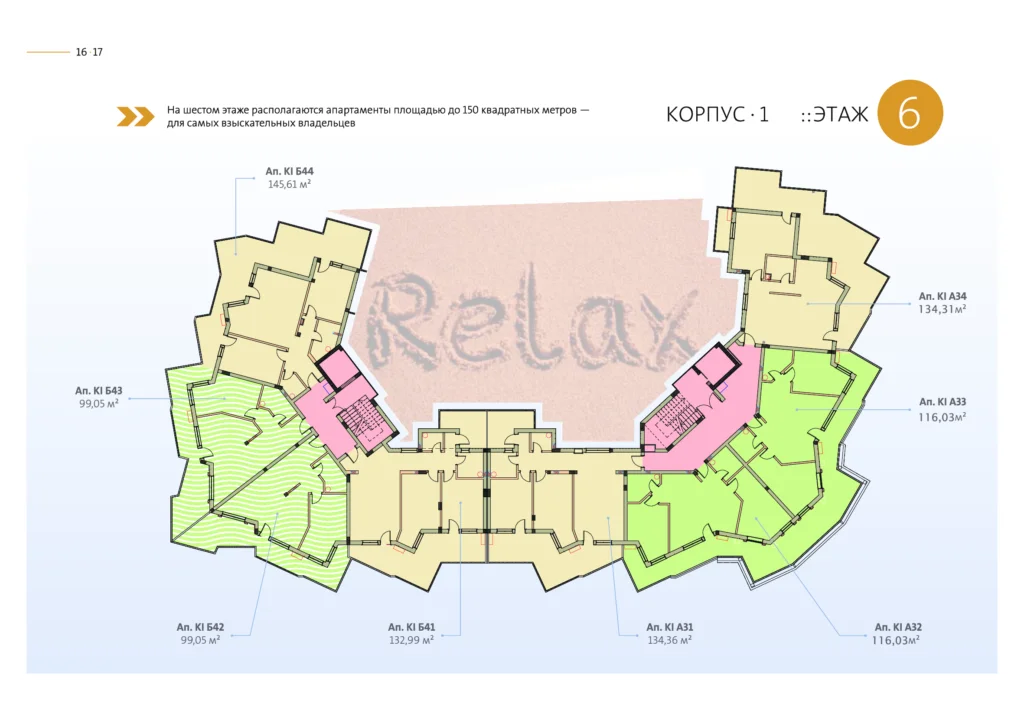 16 · 17
На шестом этаже располагаются апартаменты площадью до 150 квадратных метров —
для самых взыскательных владельцев
КОРПУС · 1 ::ЭТАЖ 6
Ап. KI Б44
145,61 м²
Relax
Ап. KI А34
134,31м²
Ап. KI Б43
99,05 м²
Ап. KI А33
116,03м²
Ап. KI Б42
99,05 м²
Ап. KI Б41
132,99 м²
Ап. KI А31
134,36 м²
Ап. KI А32
116,03м²